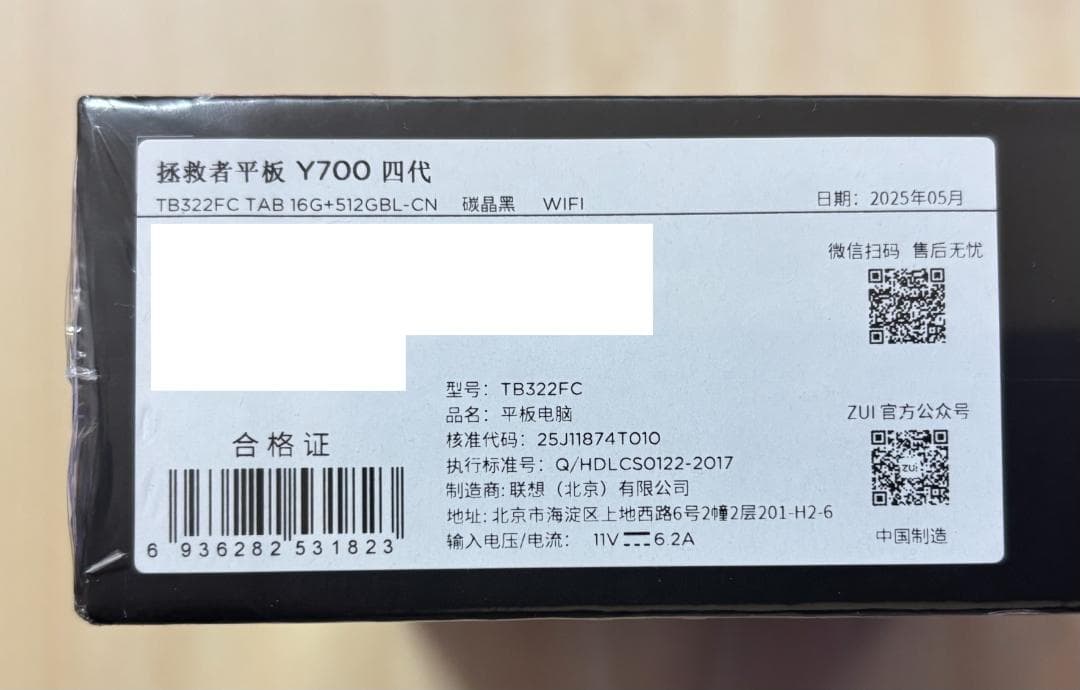 拯救者平板 Y700 四代
TB322FC TAB 16G+512GBL-CN 碳晶黑 WIFI
日期：2025年05月
微信扫码 售后无忧
型号：TB322FC
品名：平板电脑
核准代码：25J11874T010
执行标准号：Q/HDLCS0122-2017
制造商:联想（北京）有限公司
地址:北京市海淀区上地西路6号2幢2层201-H2-6
输入电压/电流： 11V⎓6.2A
合格证
6 936282 531823
ZUI 官方公众号
zui
中国制造